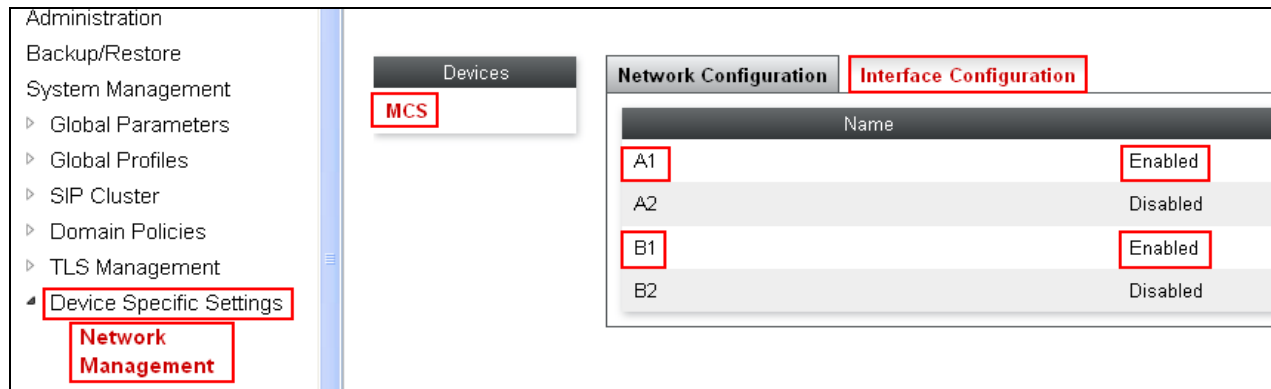 Administration
Backup/Restore
System Management
Global Parameters
Global Profiles
SIP Cluster
Domain Policies
TLS Management
Device Specific Settings
Network
Management
Devices
MCS
Network Configuration Interface Configuration
Name
A1 Enabled
A2 Disabled
B1 Enabled
B2 Disabled